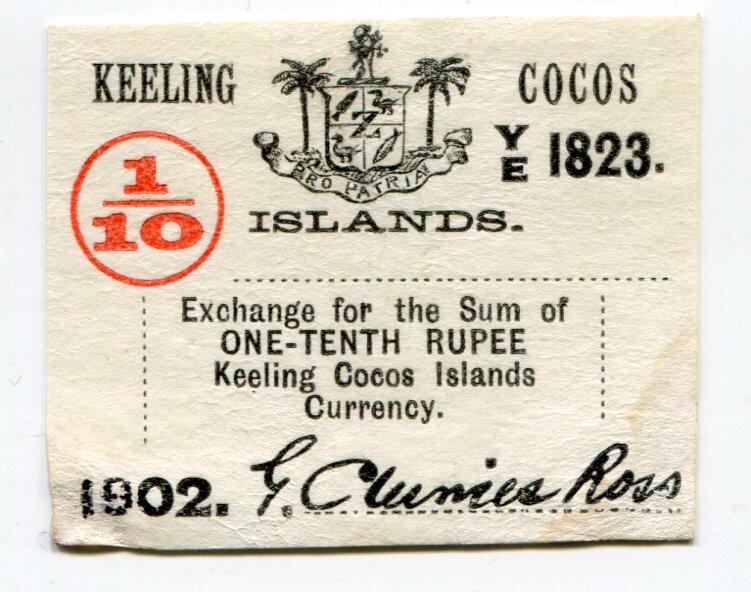 KEELING COCOS
PRO PATRIA
Y
E 1823.
1
10
ISLANDS.
Exchange for the Sum of
ONE-TENTH RUPEE
Keeling Cocos Islands
Currency.
1902. G. Clunies Ross